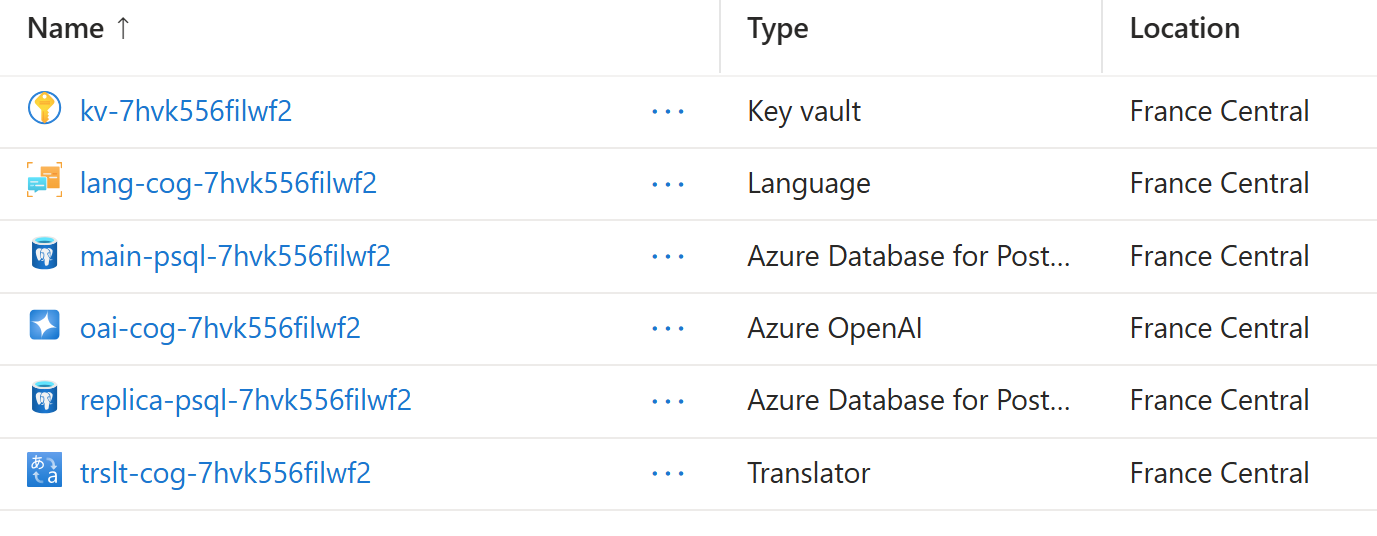 Name ↑ Type Location
kv-7hvk556filwf2 ··· Key vault France Central
lang-cog-7hvk556filwf2 ··· Language France Central
main-psql-7hvk556filwf2 ··· Azure Database for Post... France Central
oai-cog-7hvk556filwf2 ··· Azure OpenAI France Central
replica-psql-7hvk556filwf2 ··· Azure Database for Post... France Central
あa
trslt-cog-7hvk556filwf2 ··· Translator France Central